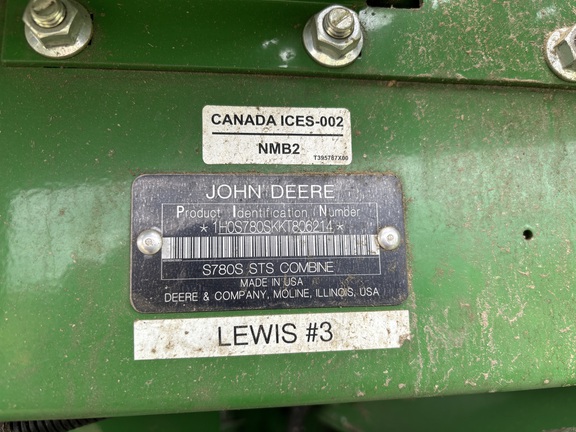 CANADA ICES-002
NMB2
T395787X00
JOHN DEERE
Product Identification Number
*1H0S780SKKT806214*
S780S STS COMBINE
MADE IN USA
DEERE & COMPANY, MOLINE, ILLINOIS, USA
LEWIS #3